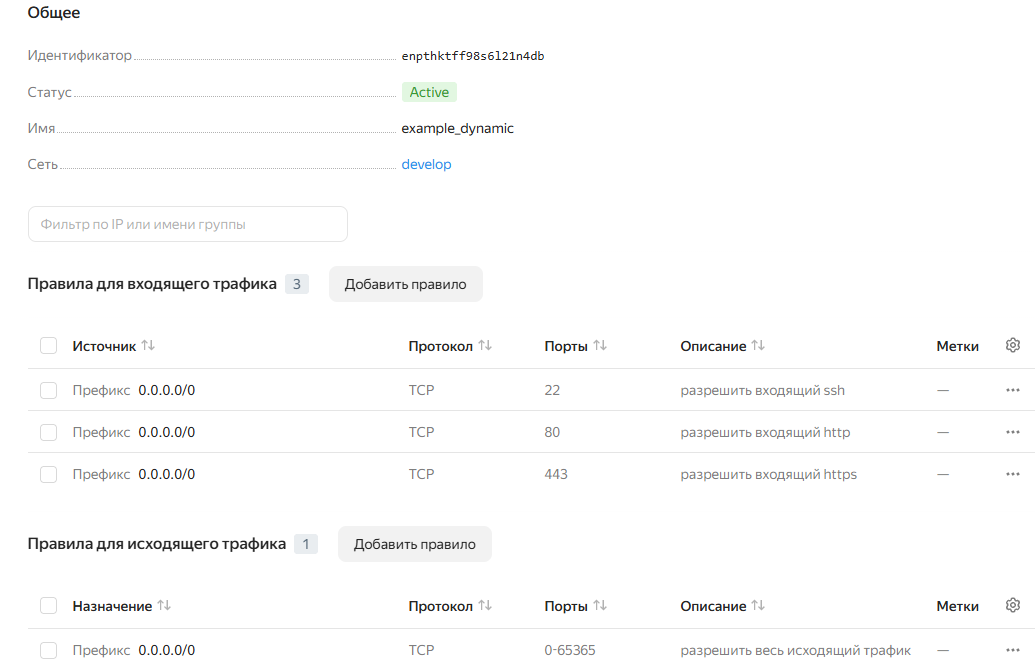 Общее
Идентификатор enpthktff98s6l21n4db
Статус Active
Имя example_dynamic
Сеть develop
Фильтр по IP или имени группы
Правила для входящего трафика 3 Добавить правило
Источник Протокол Порты Описание Метки
Префикс 0.0.0.0/0 TCP 22 разрешить входящий ssh —
Префикс 0.0.0.0/0 TCP 80 разрешить входящий http —
Префикс 0.0.0.0/0 TCP 443 разрешить входящий https —
Правила для исходящего трафика 1 Добавить правило
Назначение Протокол Порты Описание Метки
Префикс 0.0.0.0/0 TCP 0-65365 разрешить весь исходящий трафик —